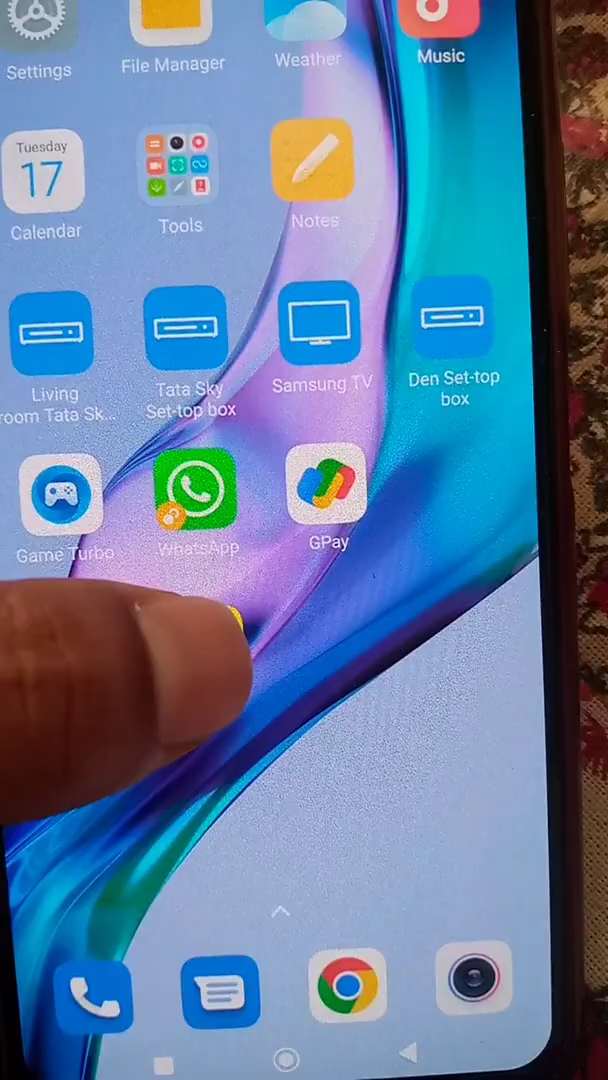 Settings
File Manager
Weather
Music
Tuesday
17
Calendar
Tools
Notes
Living
room Tata Sk...
Tata Sky
Set-top box
Samsung TV
Den Set-top
box
Game Turbo
WhatsApp
GPay